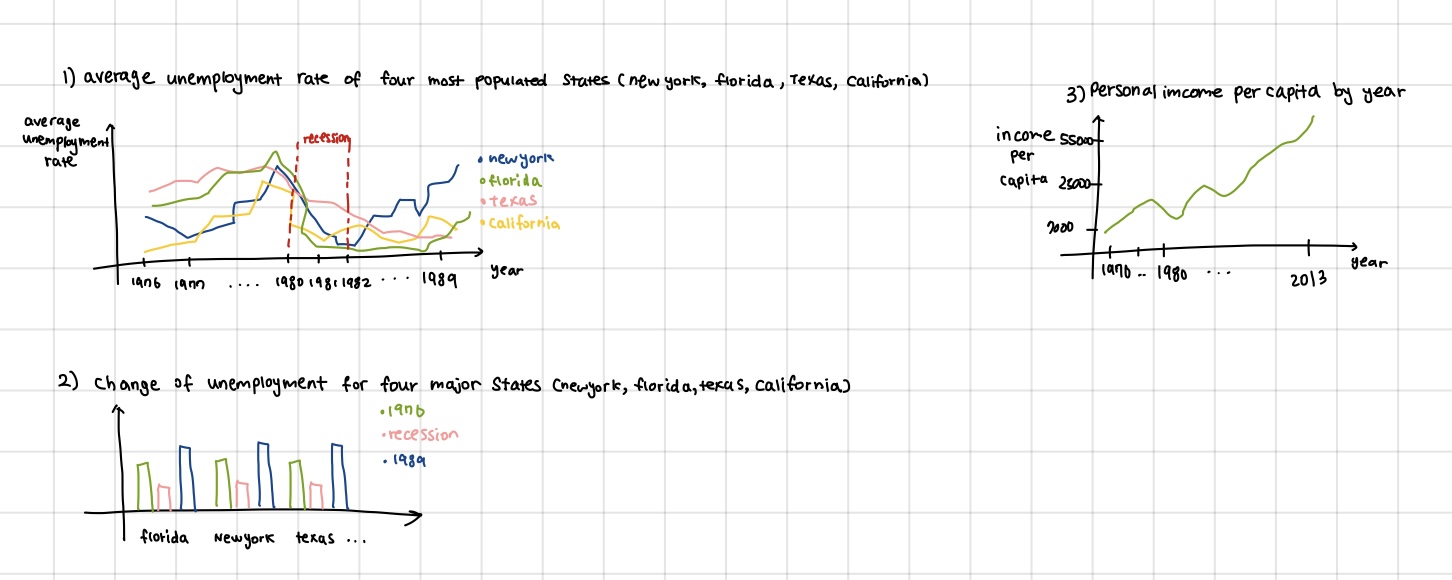 1) average unemployment rate of four most populated States (new york, florida, Texas, California)
average
unemployment
rate
recession
• newyork
• florida
• texas
• California
year
1976 1977 .... 1980 1981 1982 .... 1989
3) Personal imcome per capita by year
income
per
capita
55000
25000
2000
1970 .. 1980 ... 2013
year
2) Change of unemployment for four major States (newyork, florida, texas, California)
• 1976
• recession
• 1989
florida Newyork texas ...